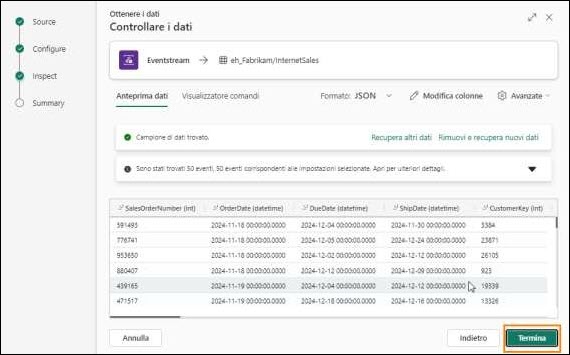 Source
Configure
Inspect
Summary
Ottenere i dati
Controllare i dati
Eventstream → eh_Fabrikam/InternetSales
Anteprima dati Visualizzatore comandi Formato: JSON Modifica colonne Avanzate
Campione di dati trovato. Recupera altri dati Rimuovi e recupera nuovi dati
Sono stati trovati 50 eventi, 50 eventi corrispondenti alle impostazioni selezionate. Apri per ulteriori dettagli.
SalesOrderNumber (int) OrderDate (datetime) DueDate (datetime) ShipDate (datetime) CustomerKey (int)
591493 2024-11-18 00:00:00.0000 2024-12-04 00:00:00.0000 2024-11-30 00:00:00.0000 3384
776741 2024-11-18 00:00:00.0000 2024-12-05 00:00:00.0000 2024-12-24 00:00:00.0000 23871
953650 2024-11-18 00:00:00.0000 2024-12-02 00:00:00.0000 2024-12-12 00:00:00.0000 26105
880407 2024-11-18 00:00:00.0000 2024-12-12 00:00:00.0000 2024-12-09 00:00:00.0000 923
439165 2024-11-19 00:00:00.0000 2024-12-04 00:00:00.0000 2024-12-12 00:00:00.0000 19339
471517 2024-11-19 00:00:00.0000 2024-12-18 00:00:00.0000 2024-12-16 00:00:00.0000 13326
Annulla Indietro Termina